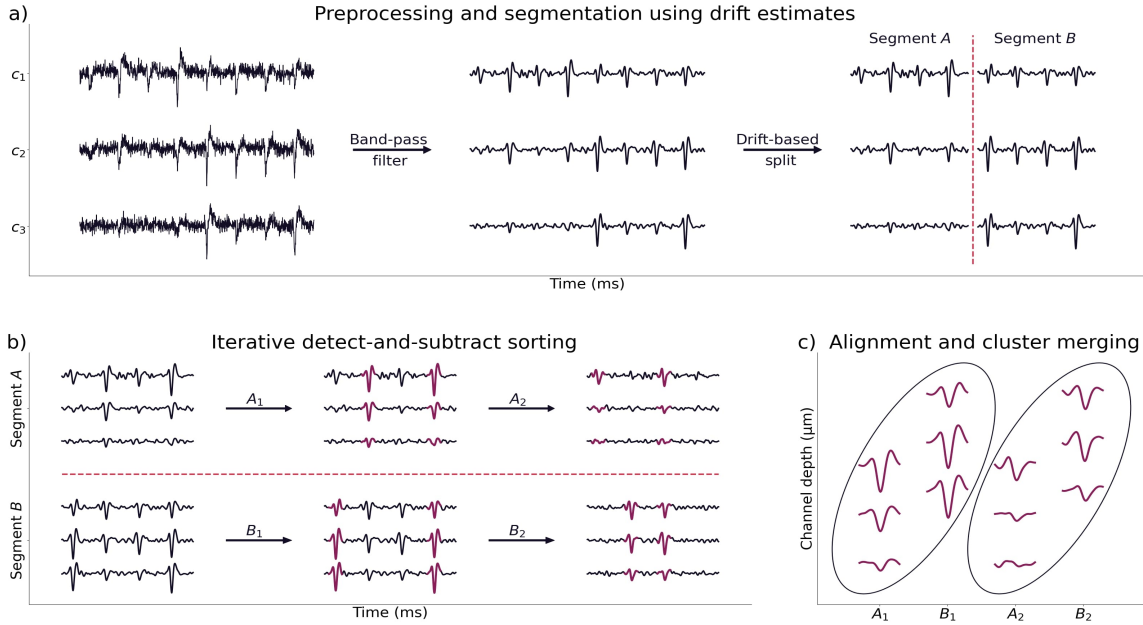 a) Preprocessing and segmentation using drift estimates
Segment A Segment B
c1
Band-pass
filter
Drift-based
split
c2
c3
Time (ms)
b) Iterative detect-and-subtract sorting
Segment A
A1
A2
Segment B
B1
B2
Time (ms)
c) Alignment and cluster merging
Channel depth (μm)
A1 B1 A2 B2